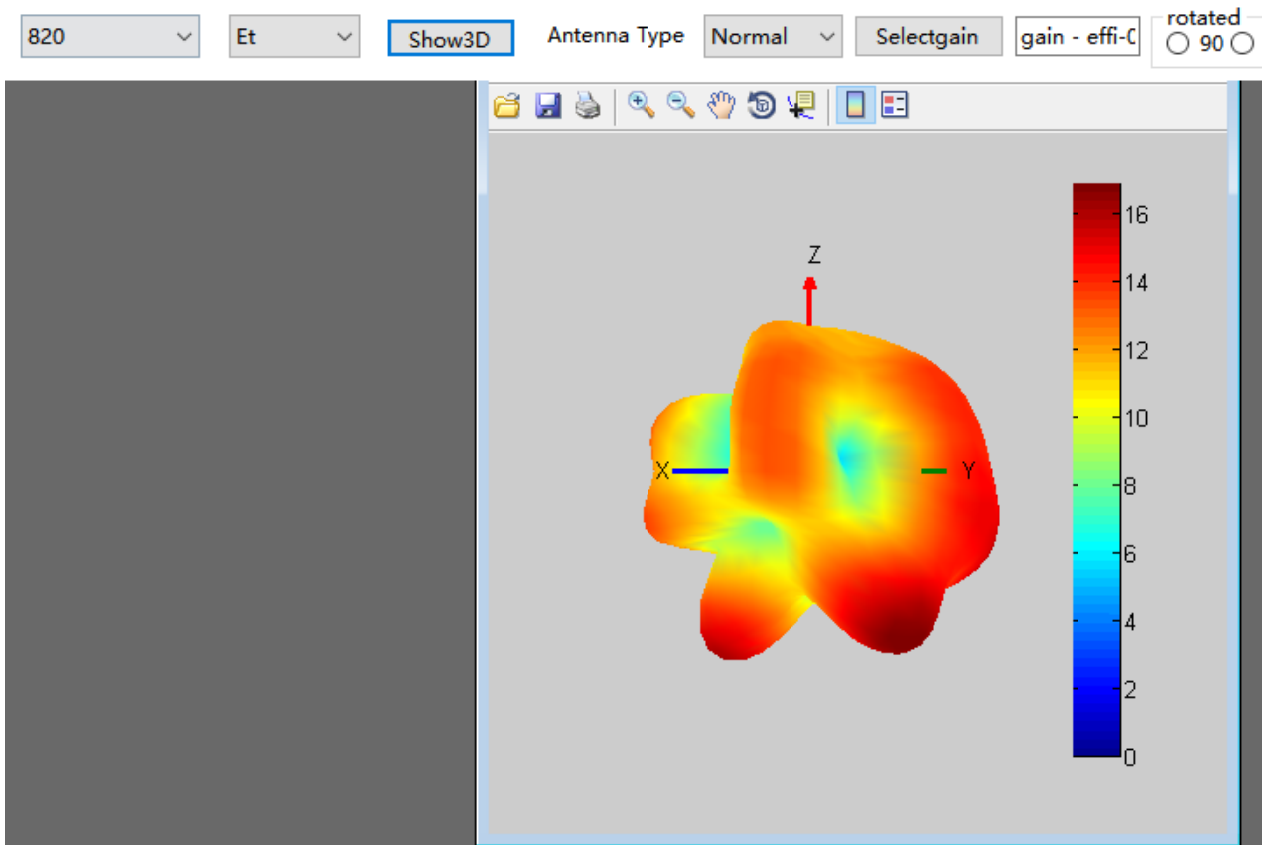 820
Et
Show3D
Antenna Type
Normal
Selectgain
gain - effi-
rotated
90
16
14
12
10
8
6
4
2
0
Z
X
Y